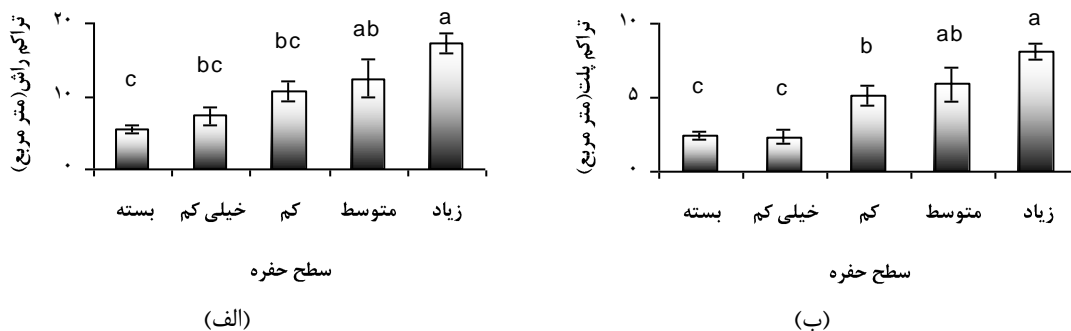 تراکم راش(متر مربع)
۲۰
۱۰
۰
c
bc
bc
ab
a
بسته
خیلی کم
کم
متوسط
زیاد
سطح حفره
(الف)
تراکم پلت(متر مربع)
۱۰
۵
۰
c
c
b
ab
a
بسته
خیلی کم
کم
متوسط
زیاد
سطح حفره
(ب)